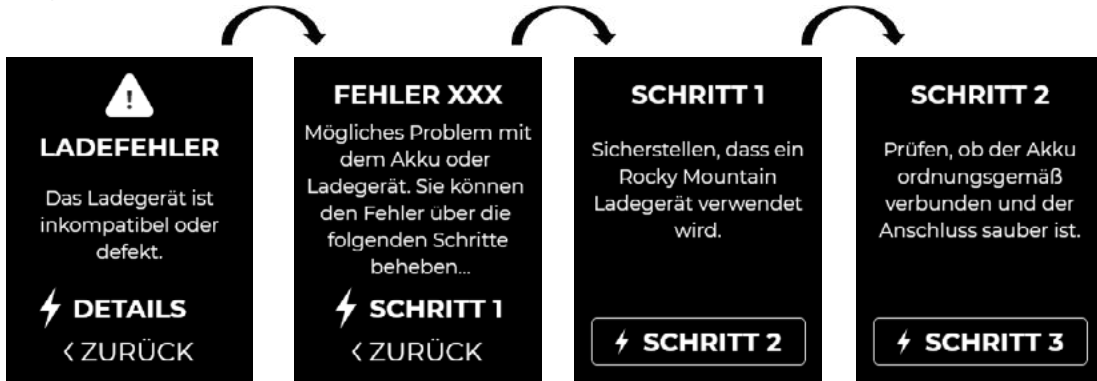 LADEFEHLER
Das Ladegerät ist
inkompatibel oder
defekt.
DETAILS
< ZURÜCK
FEHLER XXX
Mögliches Problem mit
dem Akku oder
Ladegerät. Sie können
den Fehler über die
folgenden Schritte
beheben...
SCHRITT 1
< ZURÜCK
SCHRITT 1
Sicherstellen, dass ein
Rocky Mountain
Ladegerät verwendet
wird.
SCHRITT 2
SCHRITT 2
Prüfen, ob der Akku
ordnungsgemäß
verbunden und der
Anschluss sauber ist.
SCHRITT 3